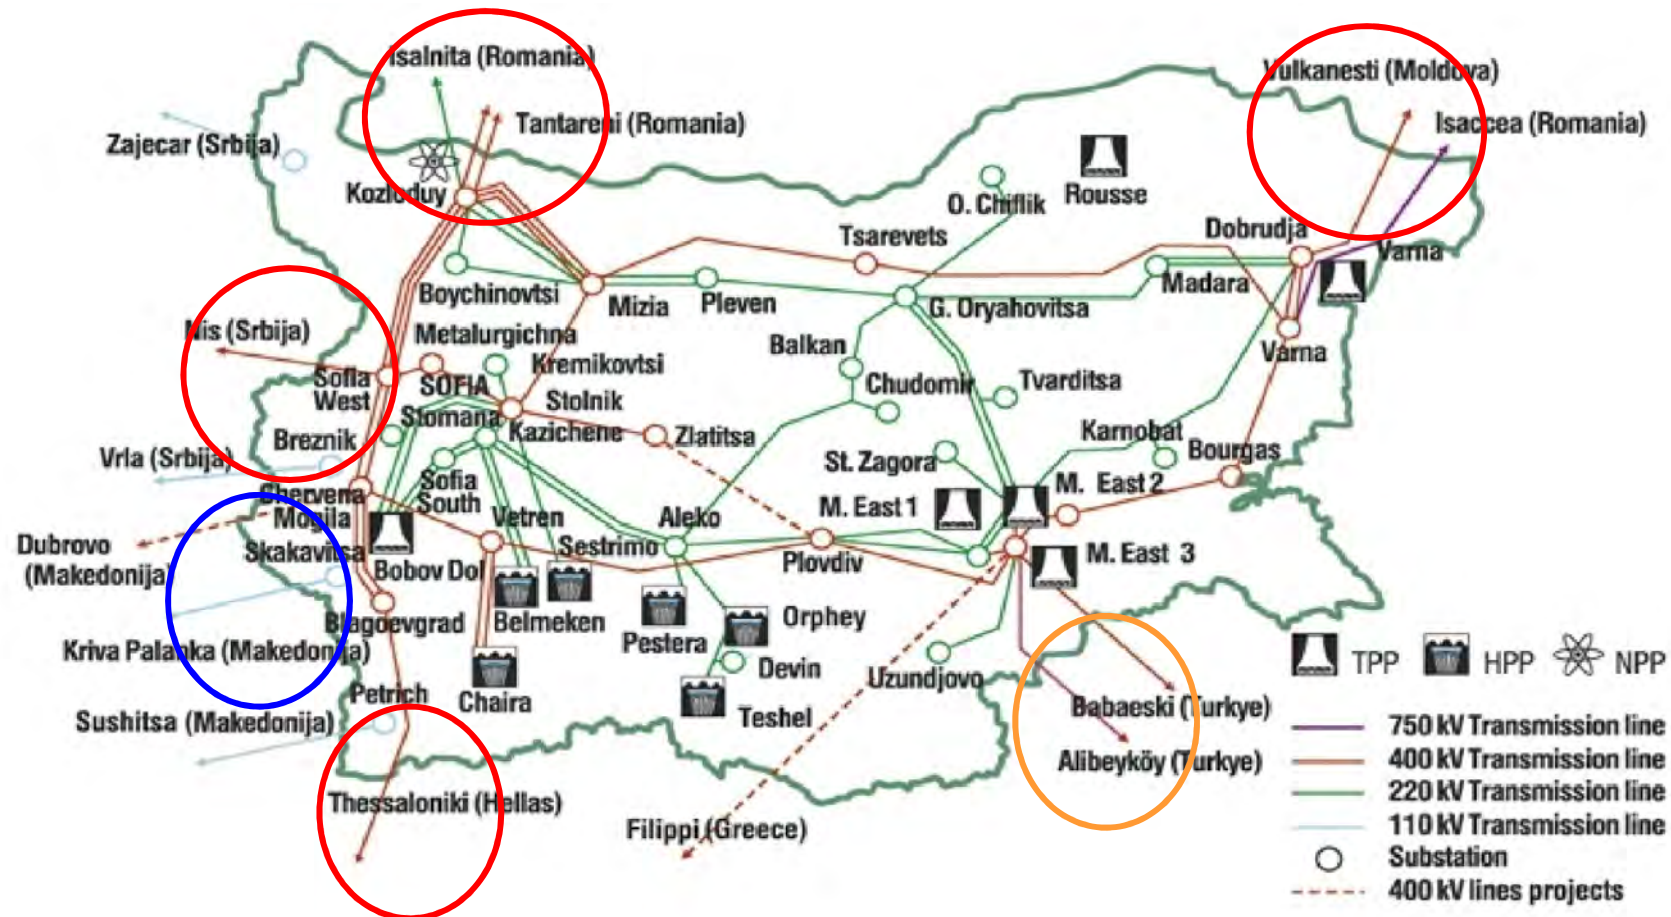 Isalnita (Romania)
Vulkanesti (Moldova)
Tantareni (Romania)
Isaccea (Romania)
Zajecar (Srbija)
Kozloduy
Rousse
O. Chiflik
Dobrudja
Tsarevets
Varna
Madara
Boychinovtsi
Mizia
Pleven
G. Oryahovitsa
Nis (Srbija)
Metalurgichna
Balkan
Varna
Kremikovtsi
Sofia
West
SOFIA
Chudomir
Tvarditsa
Stolnik
Stomana
Kazichene
Zlatitsa
Karnobat
Breznik
Bourgas
Vrla (Srbija)
St. Zagora
Sofia
South
M. East 2
Chervena
Mogila
M. East 1
Vetren
Aleko
Dubrovo
(Makedonija)
Skakavitsa
Sestrimo
Plovdiv
M. East 3
Bobov Dol
Blagoevgrad
Belmeken
Pestera
Orphey
Kriva Palanka (Makedonija)
Devin
Uzundjovo
TPP
HPP
NPP
Petrich
Chaira
Teshel
Babaeski (Turkye)
Sushitsa (Makedonija)
750 kV Transmission line
Alibeyköy (Turkye)
400 kV Transmission line
220 kV Transmission line
Thessaloniki (Hellas)
Filippi (Greece)
110 kV Transmission line
Substation
400 kV lines projects